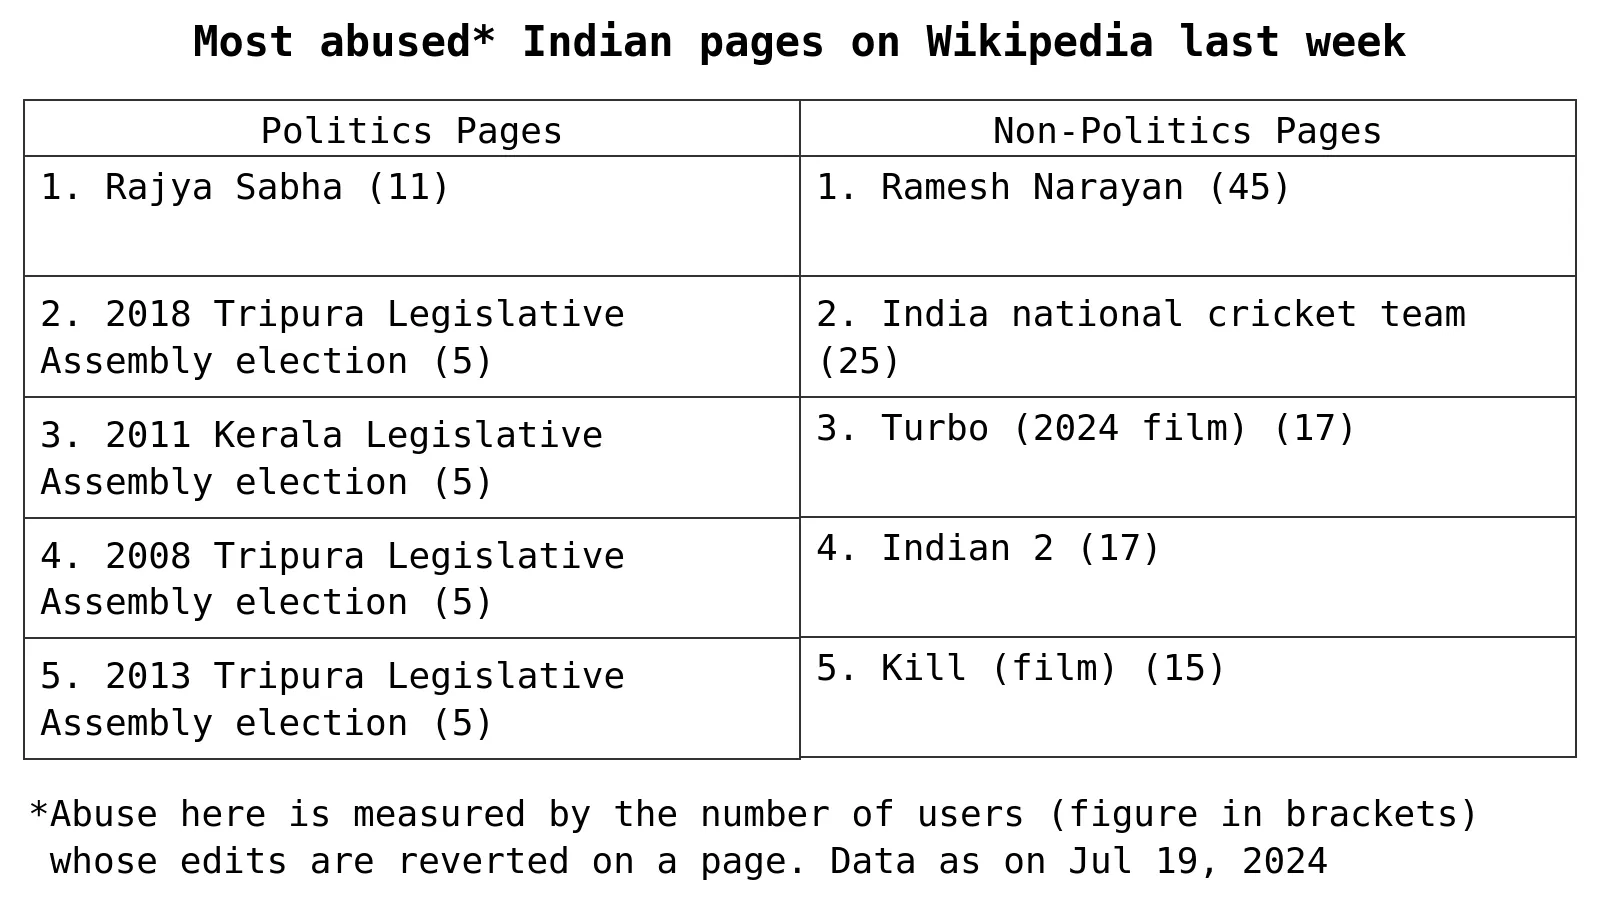 Most abused* Indian pages on Wikipedia last week
Politics Pages
Non-Politics Pages
1. Rajya Sabha (11)
1. Ramesh Narayan (45)
2. 2018 Tripura Legislative
Assembly election (5)
2. India national cricket team
(25)
3. 2011 Kerala Legislative
Assembly election (5)
3. Turbo (2024 film) (17)
4. 2008 Tripura Legislative
Assembly election (5)
4. Indian 2 (17)
5. 2013 Tripura Legislative
Assembly election (5)
5. Kill (film) (15)
*Abuse here is measured by the number of users (figure in brackets)
whose edits are reverted on a page. Data as on Jul 19, 2024